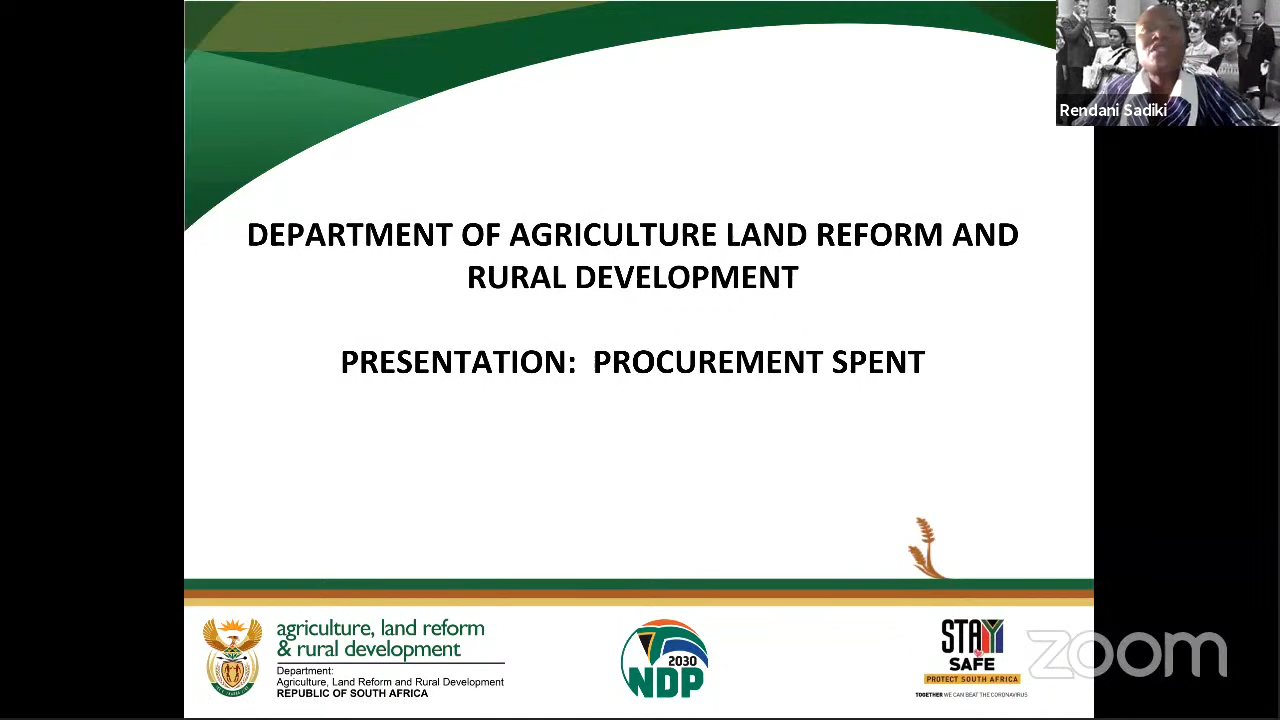 Rendani Sadiki
DEPARTMENT OF AGRICULTURE LAND REFORM AND
RURAL DEVELOPMENT
PRESENTATION: PROCUREMENT SPENT
agriculture, land reform
& rural development
Department:
Agriculture, Land Reform and Rural Development
REPUBLIC OF SOUTH AFRICA
2030
NDP
STAY
SAFE
PROTECT SOUTH AFRICA
TOGETHER WE CAN BEAT THE CORONAVIRUS
zoom